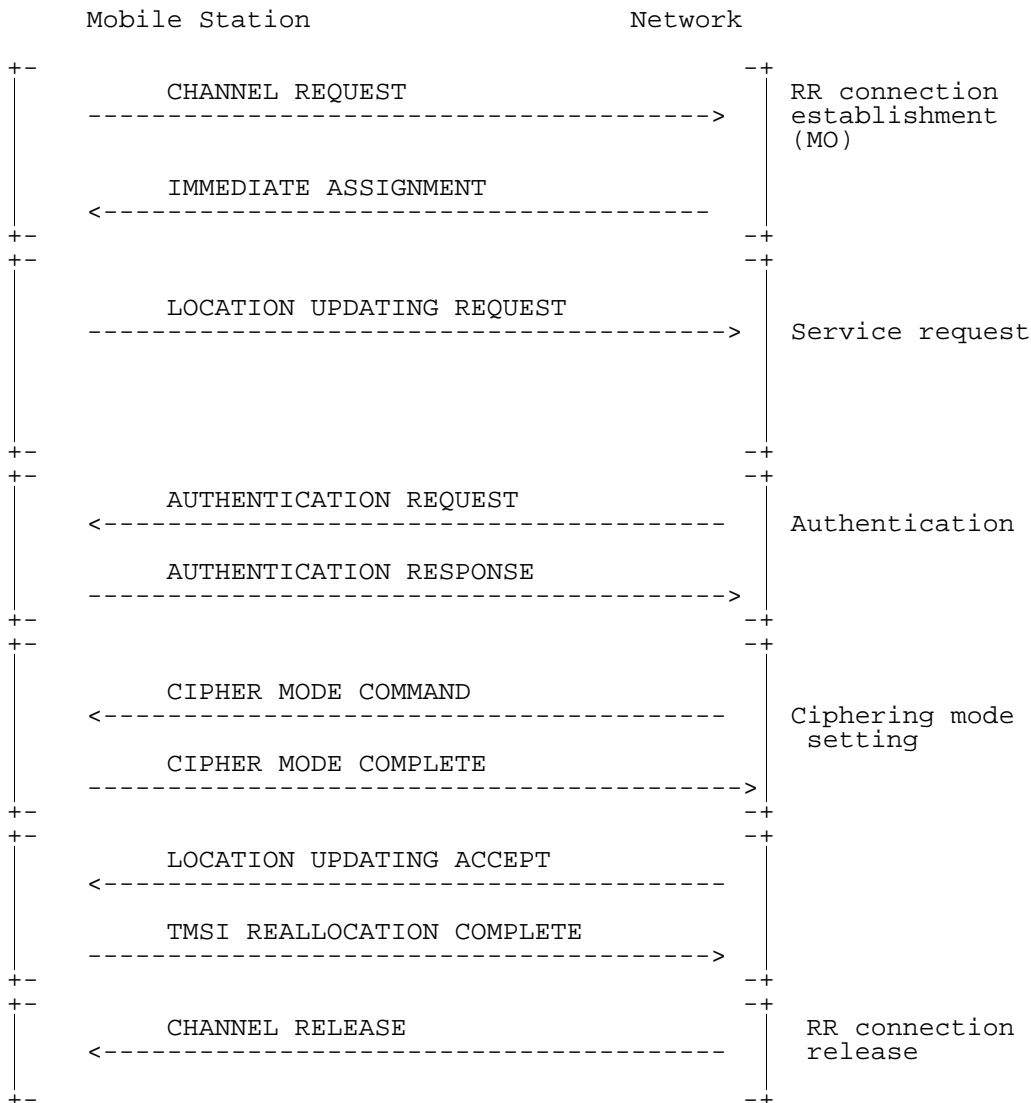 Mobile Station Network
CHANNEL REQUEST
RR connection
establishment
(MO)
IMMEDIATE ASSIGNMENT
LOCATION UPDATING REQUEST
Service request
AUTHENTICATION REQUEST
Authentication
AUTHENTICATION RESPONSE
CIPHER MODE COMMAND
Ciphering mode
setting
CIPHER MODE COMPLETE
LOCATION UPDATING ACCEPT
TMSI REALLOCATION COMPLETE
CHANNEL RELEASE
RR connection
release